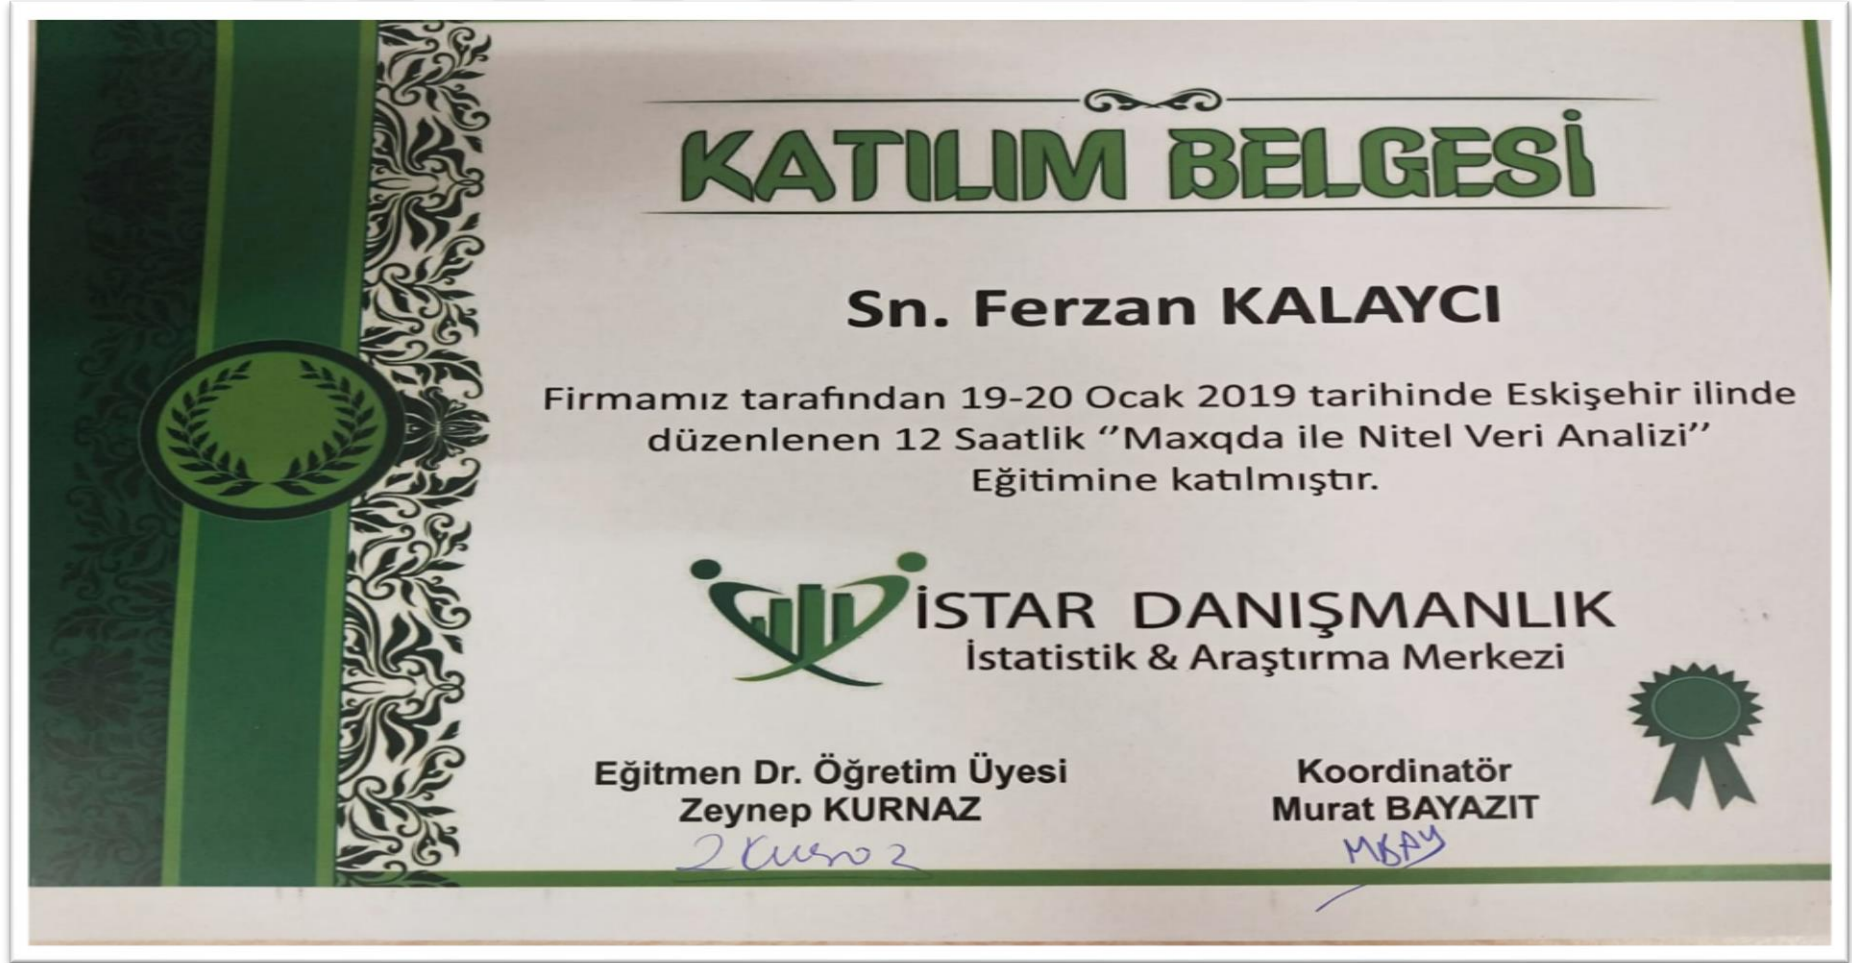 KATILIM BELGESİ
Sn. Ferzan KALAYCI
Firmamız tarafından 19-20 Ocak 2019 tarihinde Eskişehir ilinde
düzenlenen 12 Saatlik ‘’Maxqda ile Nitel Veri Analizi’’
Eğitimine katılmıştır.
İSTAR DANIŞMANLIK
İstatistik & Araştırma Merkezi
Eğitmen Dr. Öğretim Üyesi
Zeynep KURNAZ
Koordinatör
Murat BAYAZIT